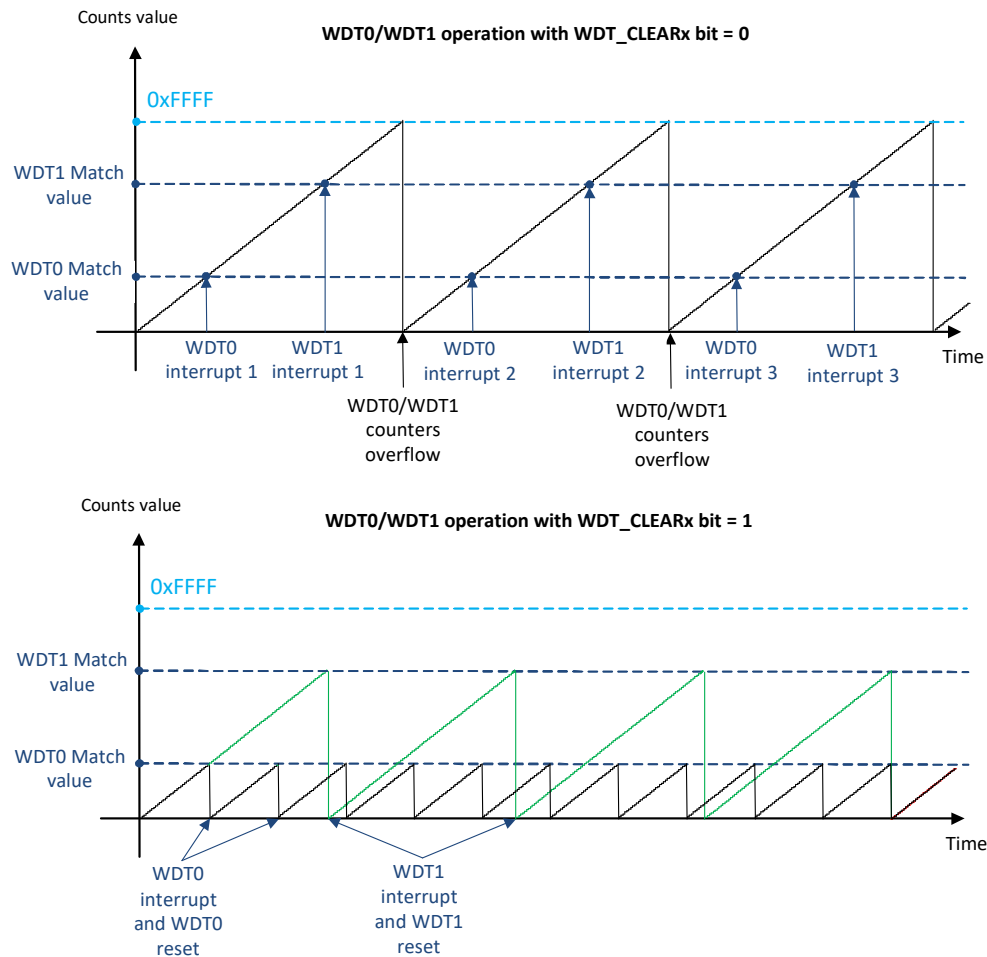 Counts value
WDT0/WDT1 operation with WDT_CLEARx bit = 0
0xFFFF
WDT1 Match
value
WDT0 Match
value
WDT0
interrupt 1
WDT1
interrupt 1
WDT0
interrupt 2
WDT1
interrupt 2
WDT0
interrupt 3
WDT1
interrupt 3
Time
WDT0/WDT1
counters
overflow
WDT0/WDT1
counters
overflow
Counts value
WDT0/WDT1 operation with WDT_CLEARx bit = 1
0xFFFF
WDT1 Match
value
WDT0 Match
value
Time
WDT0
interrupt
and WDT0
reset
WDT1
interrupt
and WDT1
reset